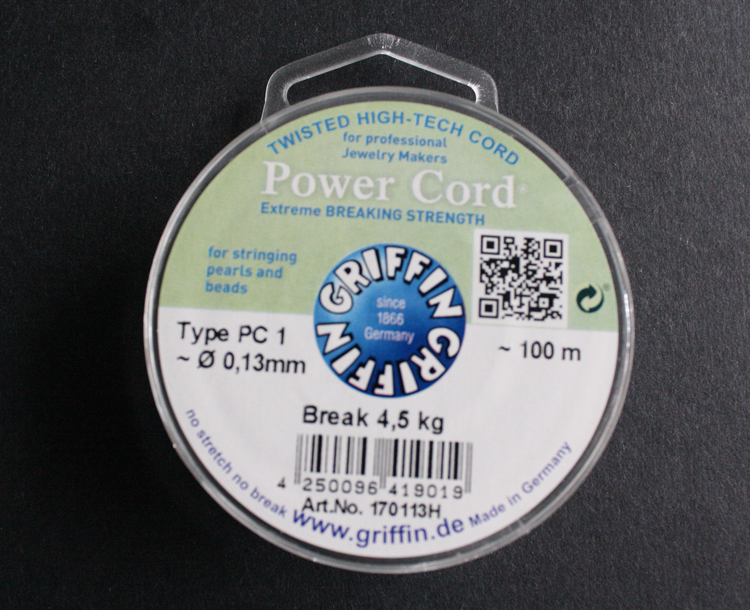 TWISTED HIGH-TECH CORD
for professional
Jewelry Makers
Power Cord®
Extreme BREAKING STRENGTH
for stringing
pearls and
beads
GRIFFIN GRIFFIN GRIFFIN
since
1866
Germany
Type PC 1
~ Ø 0,13mm
~ 100 m
Break 4,5 kg
4 250096 419019
Art.No. 170113H
no stretch no break www.griffin.de Made in Germany